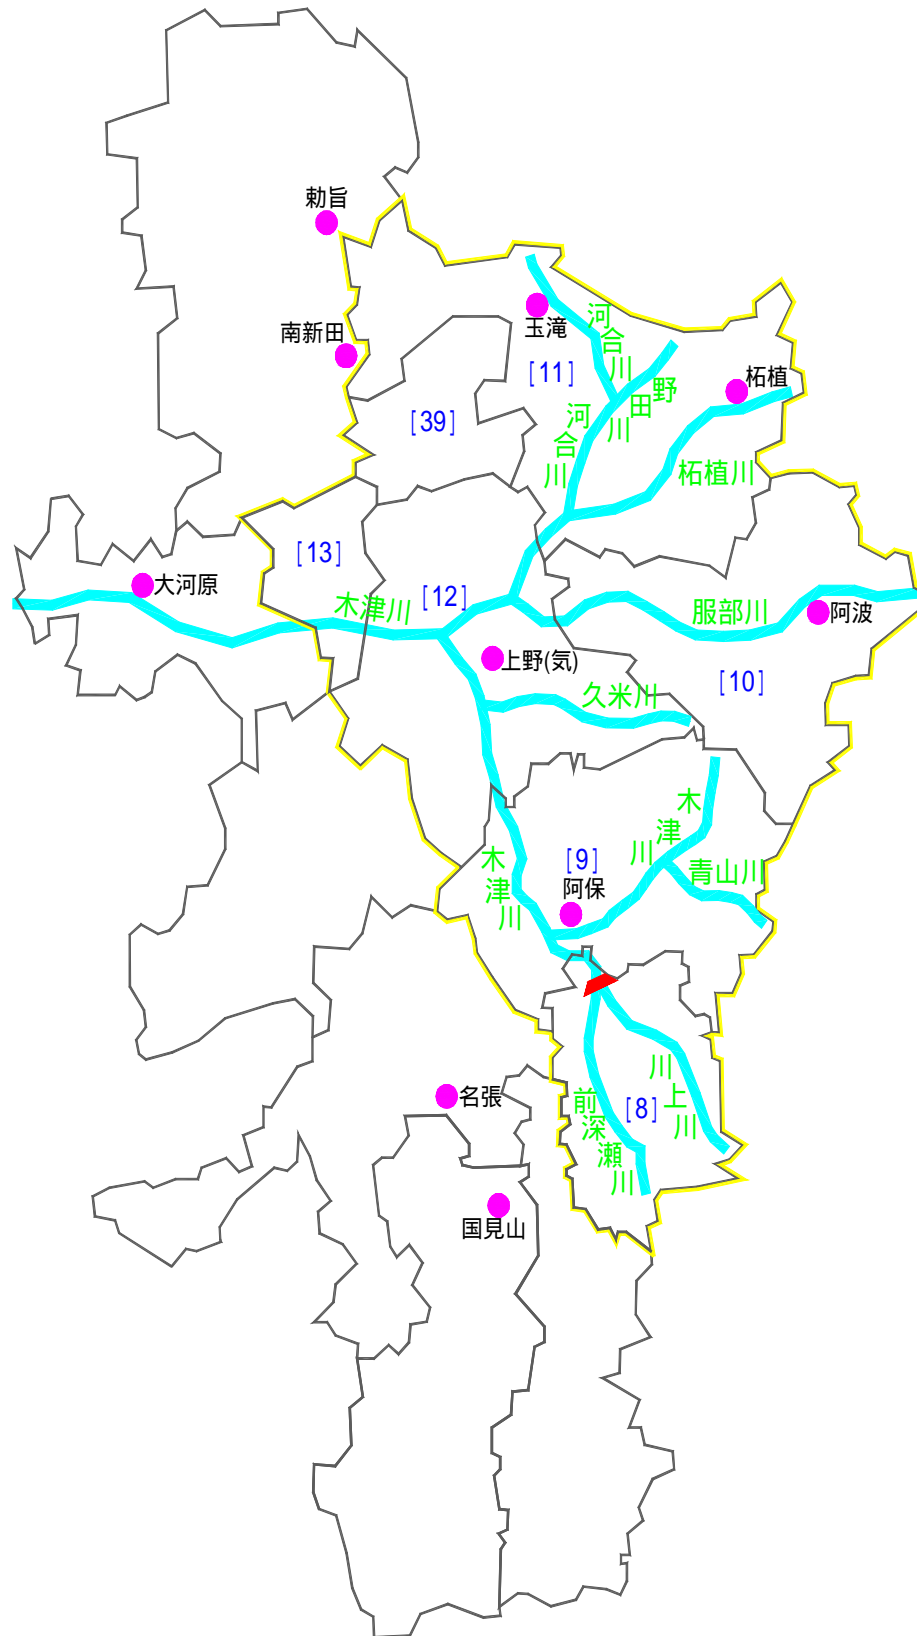 勅旨
南新田
玉滝
河合川
[11]
野田川
柘植
[39]
河合川
柘植川
[13]
大河原
木津川
[12]
服部川
阿波
上野(気)
[10]
久米川
木津川
[9]
青山川
木津川
阿保
川上川
名張
前深瀬川
[8]
国見山